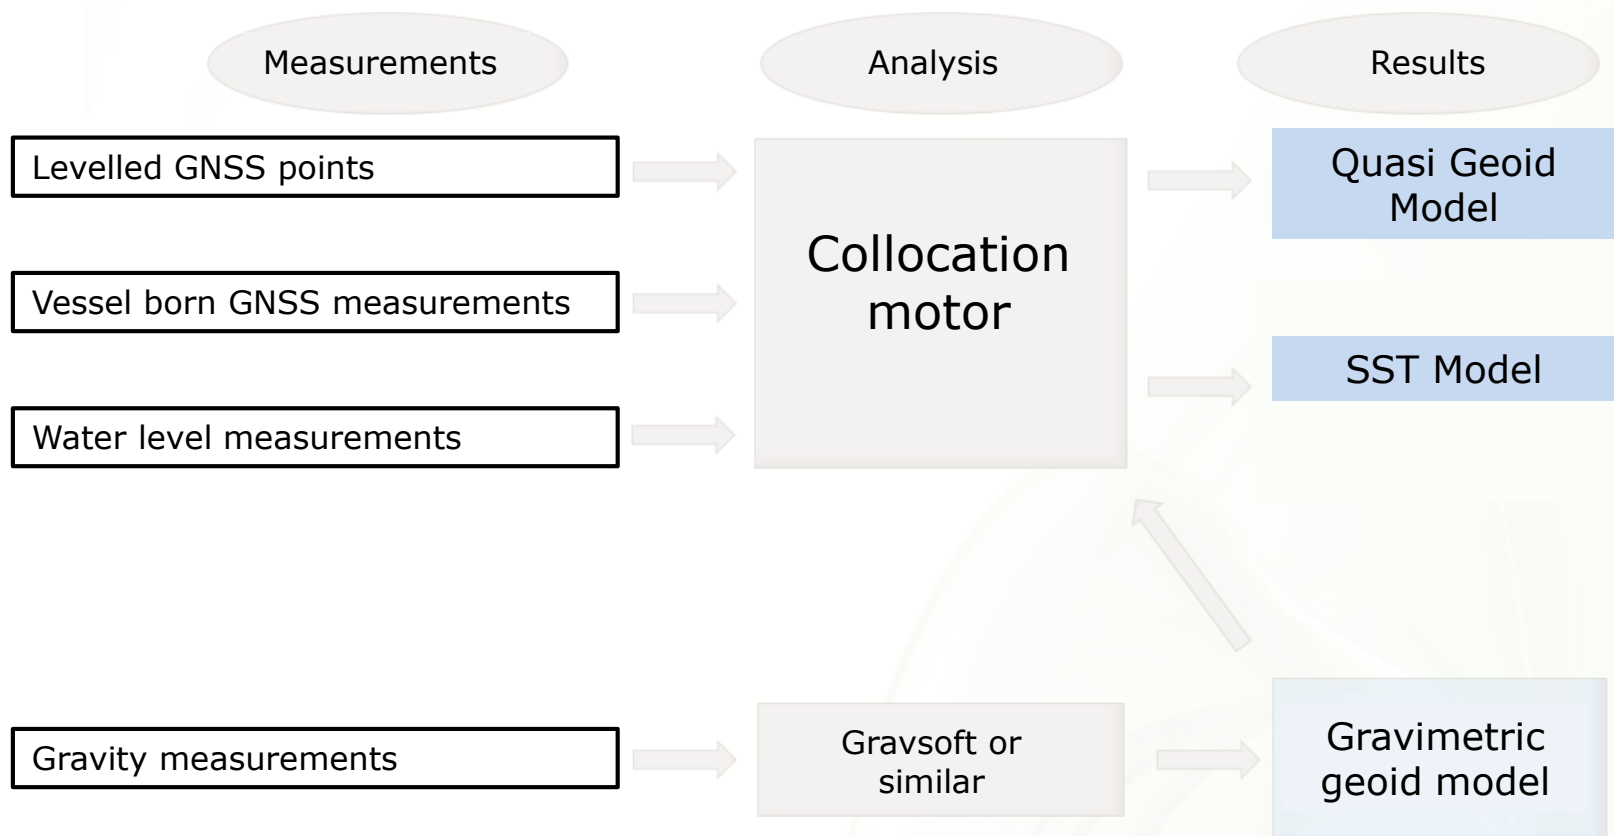 Measurements
Analysis
Results
Levelled GNSS points
Vessel born GNSS measurements
Water level measurements
Collocation
motor
Quasi Geoid
Model
SST Model
Gravity measurements
Gravsoft or
similar
Gravimetric
geoid model